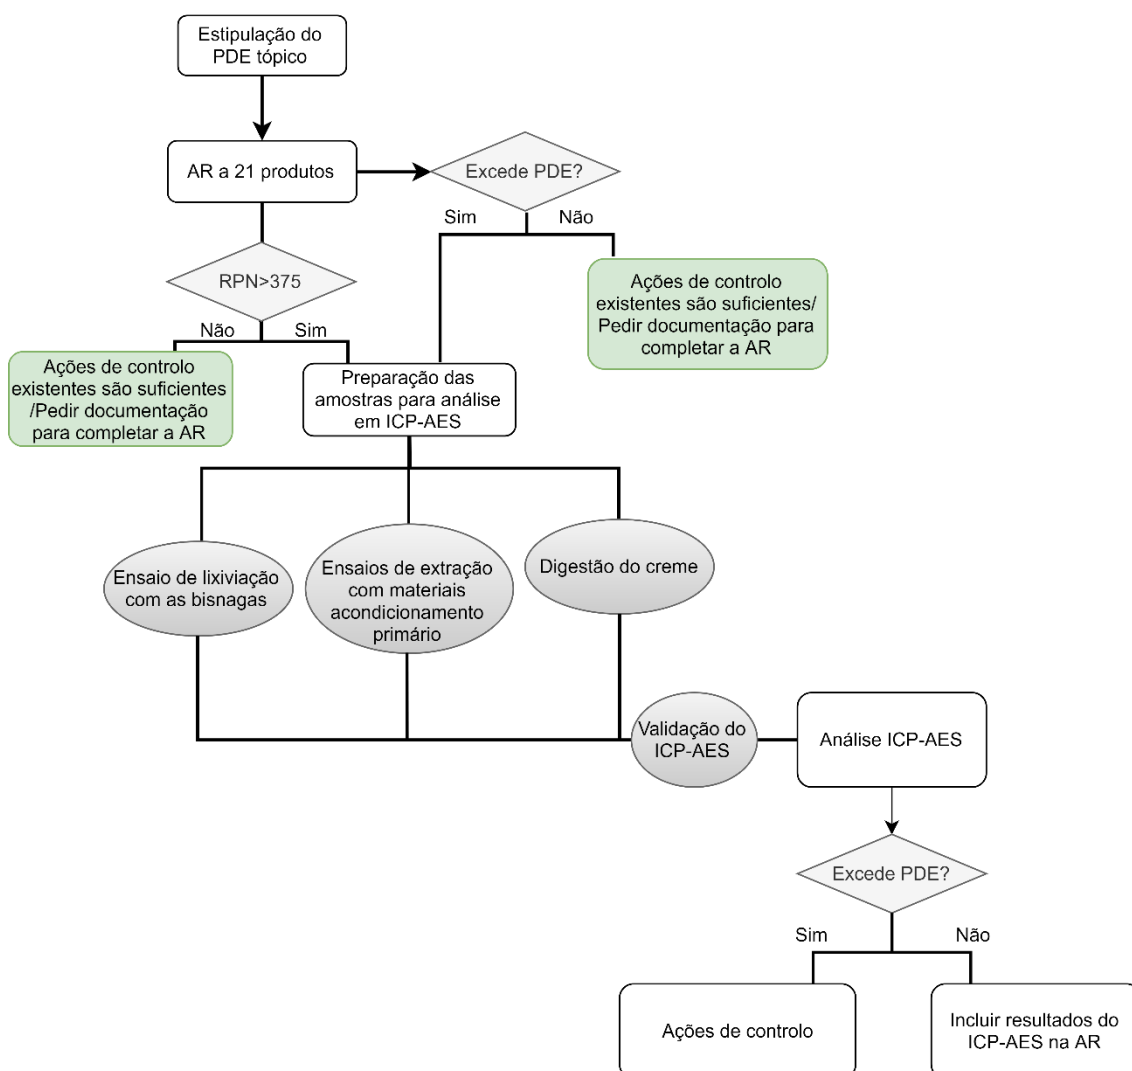 Estipulação do
PDE tópico
AR a 21 produtos
Excede PDE?
Sim
Não
RPN>375
Não
Sim
Ações de controlo
existentes são suficientes/
Pedir documentação para
completar a AR
Ações de controlo
existentes são suficientes
/Pedir documentação
para completar a AR
Preparação das
amostras para análise
em ICP-AES
Ensaio de lixiviação
com as bisnagas
Ensaios de extração
com materiais
acondicionamento
primário
Digestão do creme
Validação do
ICP-AES
Análise ICP-AES
Excede PDE?
Sim
Não
Ações de controlo
Incluir resultados do
ICP-AES na AR